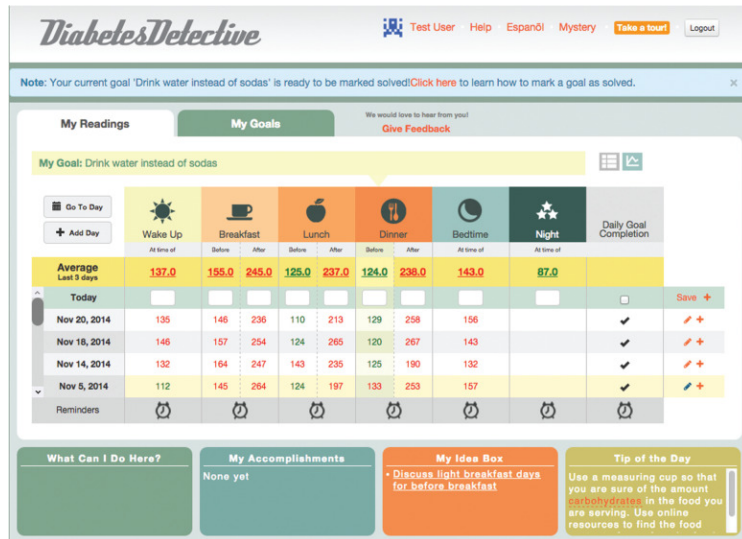 DiabetesDetective
Test User Help Espanõl Mystery Take a tour! Logout
Note: Your current goal 'Drink water instead of sodas' is ready to be marked solved!Click here to learn how to mark a goal as solved. ×
My Readings My Goals
We would love to hear from you!
Give Feedback
My Goal: Drink water instead of sodas
Go To Day
+ Add Day
Wake Up Breakfast Lunch Dinner Bedtime Night Daily Goal Completion
At time of Before After Before After Before After At time of At time of
Average
Last 3 days
137.0 155.0 245.0 125.0 237.0 124.0 238.0 143.0 87.0
Today Save +
Nov 20, 2014 135 146 236 110 213 129 258 156 ✓ +
Nov 18, 2014 146 157 254 124 265 120 267 143 ✓ +
Nov 14, 2014 132 164 247 143 235 125 190 132 ✓ +
Nov 5, 2014 112 145 264 124 197 133 253 157 ✓ +
Reminders
What Can I Do Here?
My Accomplishments
None yet
My Idea Box
• Discuss light breakfast days
for before breakfast
Tip of the Day
Use a measuring cup so that
you are sure of the amount
carbohydrates in the food you
are serving. Use online
resources to find the food